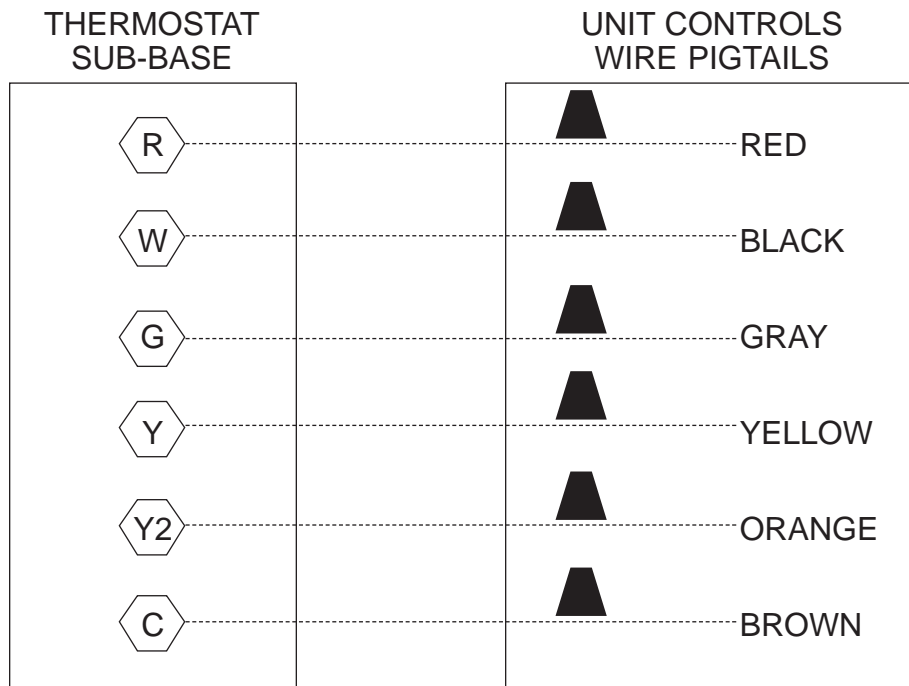 THERMOSTAT
SUB-BASE
UNIT CONTROLS
WIRE PIGTAILS
R
RED
W
BLACK
G
GRAY
Y
YELLOW
Y2
ORANGE
C
BROWN